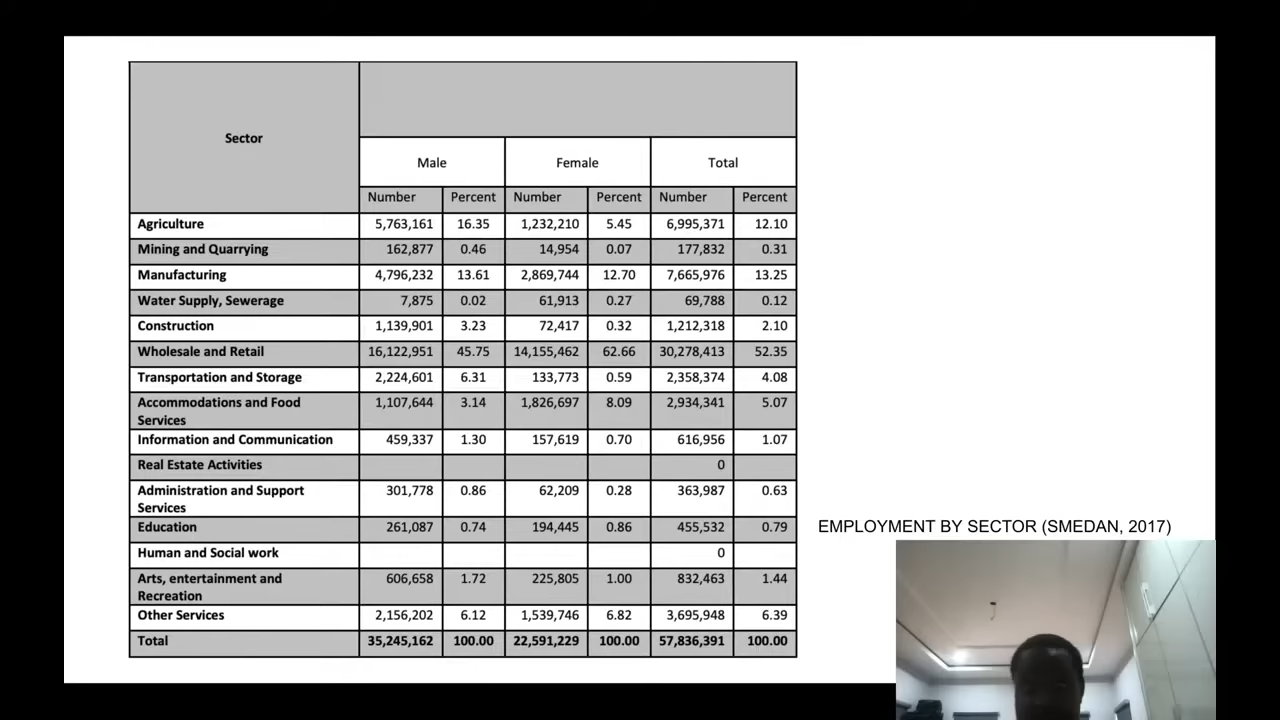 Sector
Male Female Total
Number Percent Number Percent Number Percent
Agriculture 5,763,161 16.35 1,232,210 5.45 6,995,371 12.10
Mining and Quarrying 162,877 0.46 14,954 0.07 177,832 0.31
Manufacturing 4,796,232 13.61 2,869,744 12.70 7,665,976 13.25
Water Supply, Sewerage 7,875 0.02 61,913 0.27 69,788 0.12
Construction 1,139,901 3.23 72,417 0.32 1,212,318 2.10
Wholesale and Retail 16,122,951 45.75 14,155,462 62.66 30,278,413 52.35
Transportation and Storage 2,224,601 6.31 133,773 0.59 2,358,374 4.08
Accommodations and Food 1,107,644 3.14 1,826,697 8.09 2,934,341 5.07
Services
Information and Communication 459,337 1.30 157,619 0.70 616,956 1.07
Real Estate Activities 0
Administration and Support 301,778 0.86 62,209 0.28 363,987 0.63
Services
Education 261,087 0.74 194,445 0.86 455,532 0.79
Human and Social work 0
Arts, entertainment and 606,658 1.72 225,805 1.00 832,463 1.44
Recreation
Other Services 2,156,202 6.12 1,539,746 6.82 3,695,948 6.39
Total 35,245,162 100.00 22,591,229 100.00 57,836,391 100.00
EMPLOYMENT BY SECTOR (SMEDAN, 2017)